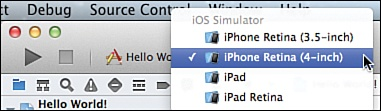 Debug Source Control Window Help
iOS Simulator
iPhone Retina (3.5-inch)
Hello Wo
✓ iPhone Retina (4-inch)
iPad
iPad Retina
Hello World!